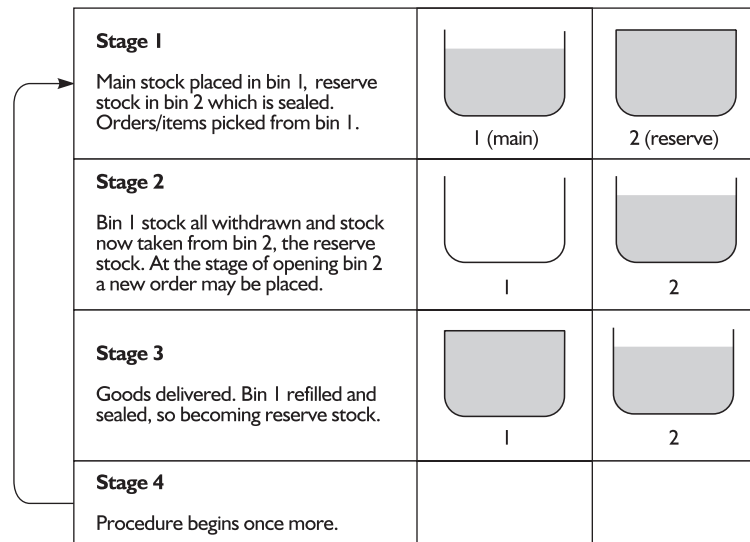 Stage 1
Main stock placed in bin 1, reserve
stock in bin 2 which is sealed.
Orders/items picked from bin 1.
1 (main)
2 (reserve)
Stage 2
Bin 1 stock all withdrawn and stock
now taken from bin 2, the reserve
stock. At the stage of opening bin 2
a new order may be placed.
1
2
Stage 3
Goods delivered. Bin 1 refilled and
sealed, so becoming reserve stock.
1
2
Stage 4
Procedure begins once more.